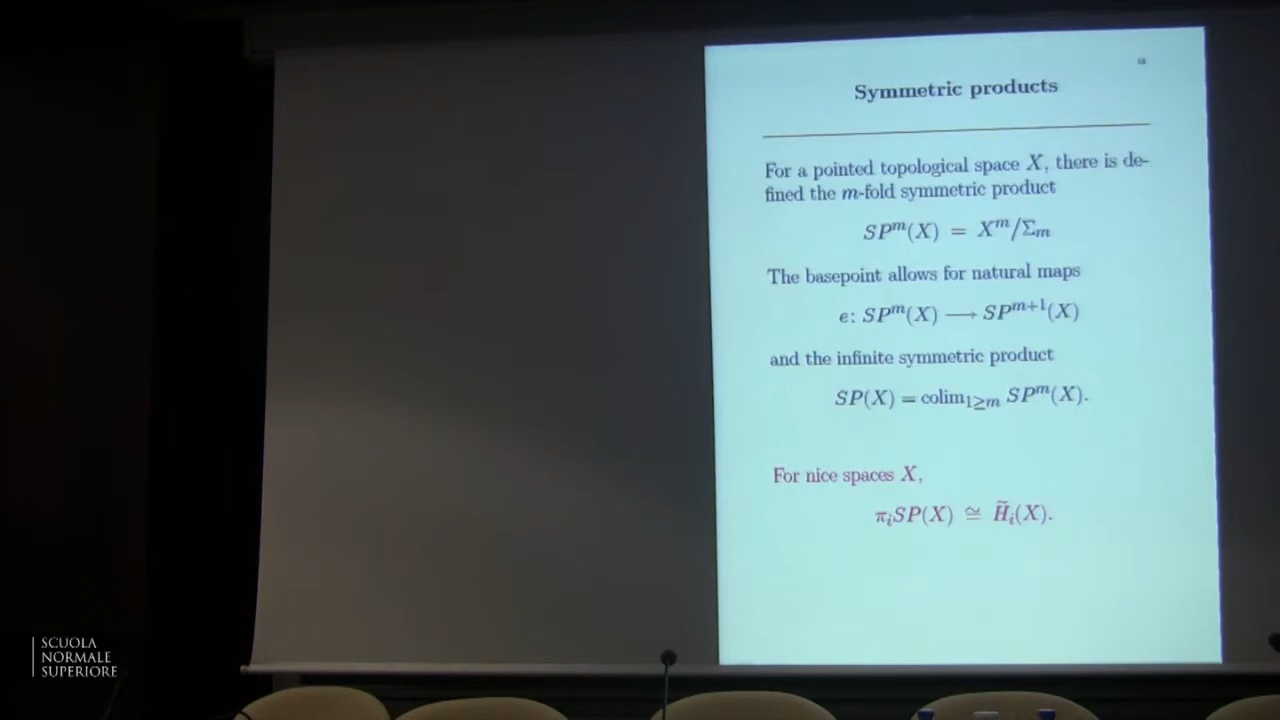 Symmetric products
For a pointed topological space X, there is de-
fined the m-fold symmetric product
SP^m(X) = X^m/Σ_m
The basepoint allows for natural maps
e: SP^m(X) ⟶ SP^{m+1}(X)
and the infinite symmetric product
SP(X) = colim_{1≥m} SP^m(X).
For nice spaces X,
π_iSP(X) ≅ H̃_i(X).
SCUOLA
NORMALE
SUPERIORE